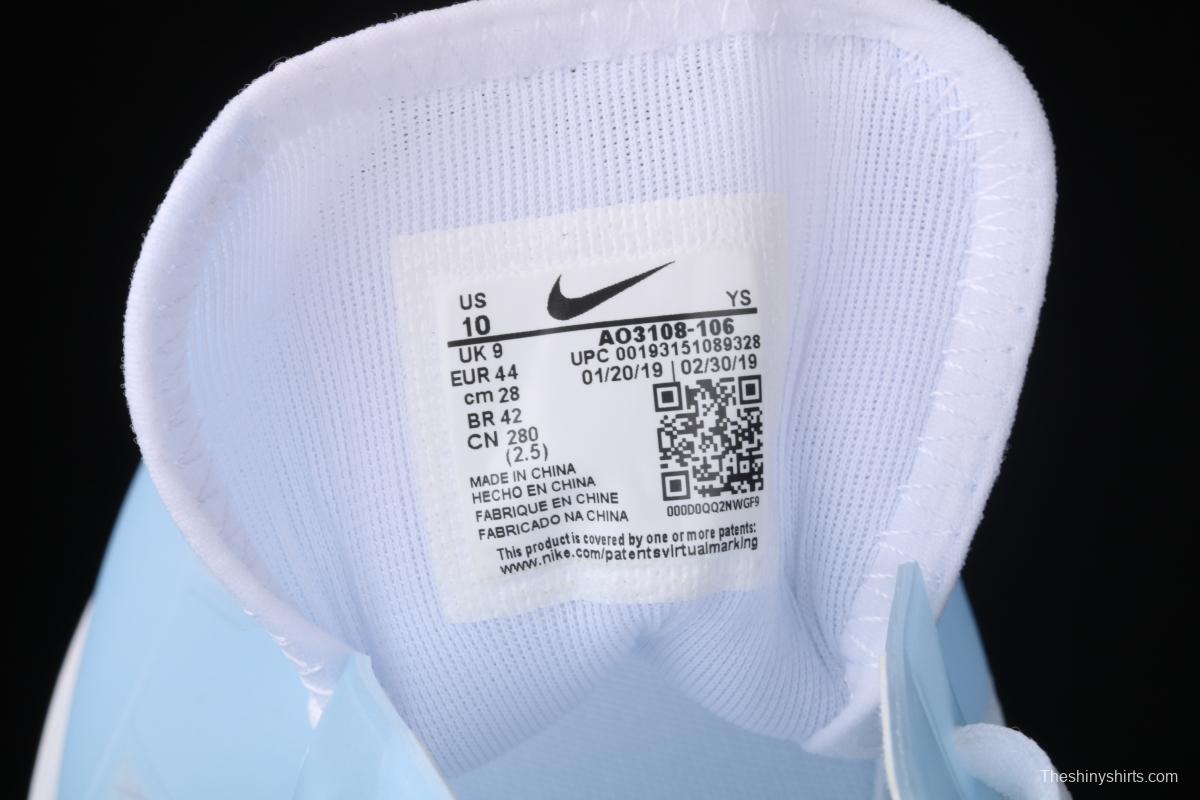 US YS
10 AO3108-106
UK 9 UPC 00193151089328
EUR 44 01/20/19 | 02/30/19
cm 28
BR 42
CN 280
(2.5)
000D0QQ2NWGF9
MADE IN CHINA
HECHO EN CHINA
FABRIQUE EN CHINE
FABRICADO NA CHINA
This product is covered by one or more patents:
www.nike.com/patentsvirtualmarking
Theshinyshirts.com